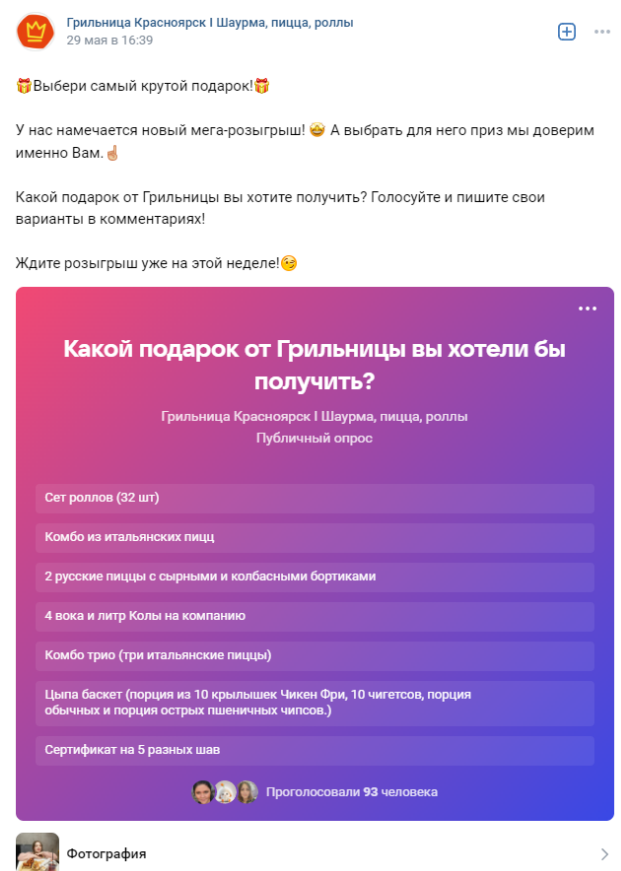 Грильница Красноярск I Шаурма, пицца, роллы
29 мая в 16:39
🎁Выбери самый крутой подарок!🎁
У нас намечается новый мега-розыгрыш! 🤩 А выбрать для него приз мы доверим
именно Вам.☝
Какой подарок от Грильницы вы хотите получить? Голосуйте и пишите свои
варианты в комментариях!
Ждите розыгрыш уже на этой неделе!😉
Какой подарок от Грильницы вы хотели бы
получить?
Грильница Красноярск I Шаурма, пицца, роллы
Публичный опрос
Сет роллов (32 шт)
Комбо из итальянских пицц
2 русские пиццы с сырными и колбасными бортиками
4 вока и литр Колы на компанию
Комбо трио (три итальянские пиццы)
Цыпа баскет (порция из 10 крылышек Чикен Фри, 10 чигетсов, порция
обычных и порция острых пшеничных чипсов.)
Сертификат на 5 разных шав
Проголосовали 93 человека
Фотография